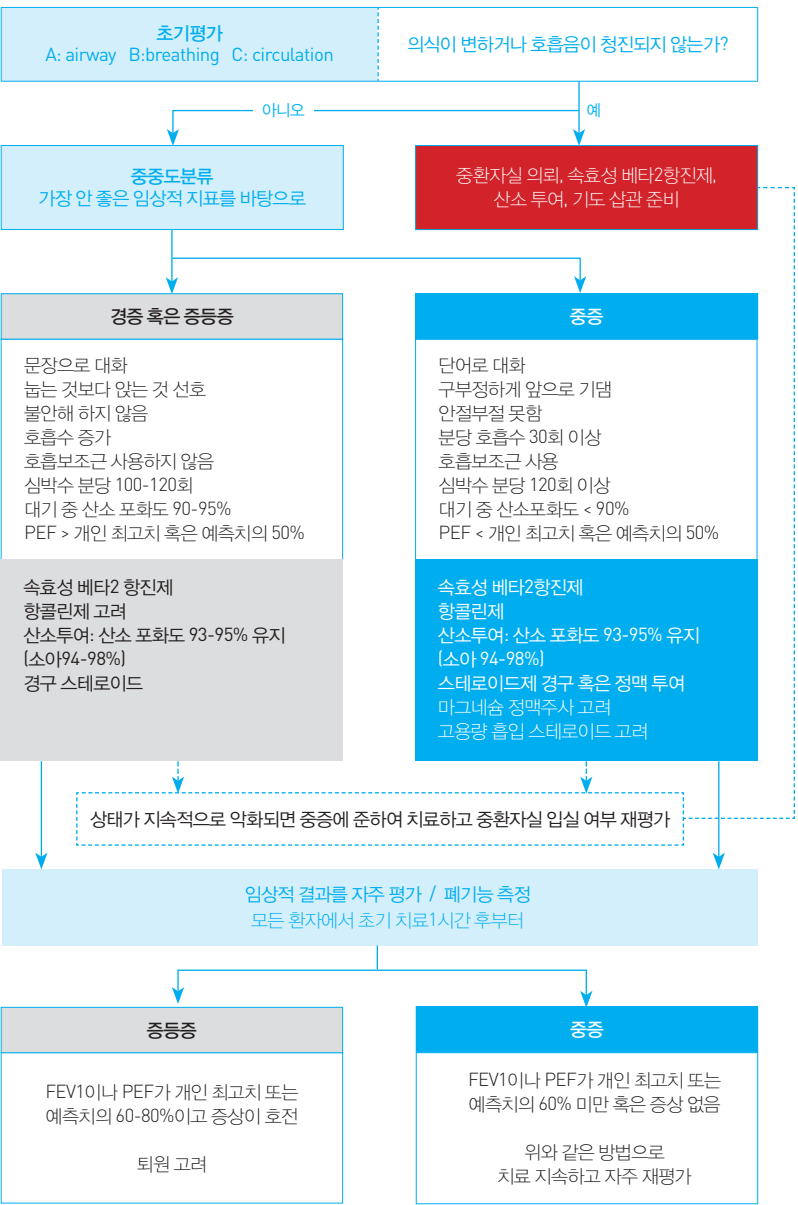 초기평가
A: airway B:breathing C: circulation
의식이 변하거나 호흡음이 청진되지 않는가?
아니오
예
중중도분류
가장 안 좋은 임상적 지표를 바탕으로
중환자실 의뢰, 속효성 베타2항진제,
산소 투여, 기도 삽관 준비
경증 혹은 증등증
문장으로 대화
눕는 것보다 앉는 것 선호
불안해 하지 않음
호흡수 증가
호흡보조근 사용하지 않음
심박수 분당 100-120회
대기 중 산소 포화도 90-95%
PEF > 개인 최고치 혹은 예측치의 50%
속효성 베타2 항진제
항콜린제 고려
산소투여: 산소 포화도 93-95% 유지
(소아94-98%)
경구 스테로이드
중증
단어로 대화
구부정하게 앞으로 기댐
안절부절 못함
분당 호흡수 30회 이상
호흡보조근 사용
심박수 분당 120회 이상
대기 중 산소포화도 < 90%
PEF < 개인 최고치 혹은 예측치의 50%
속효성 베타2항진제
항콜린제
산소투여: 산소 포화도 93-95% 유지
(소아 94-98%)
스테로이드제 경구 혹은 정맥 투여
마그네슘 정맥주사 고려
고용량 흡입 스테로이드 고려
상태가 지속적으로 악화되면 중증에 준하여 치료하고 중환자실 입실 여부 재평가
임상적 결과를 자주 평가 / 폐기능 측정
모든 환자에서 초기 치료1시간 후부터
증등증
FEV1이나 PEF가 개인 최고치 또는
예측치의 60-80%이고 증상이 호전
퇴원 고려
중증
FEV1이나 PEF가 개인 최고치 또는
예측치의 60% 미만 혹은 증상 없음
위와 같은 방법으로
치료 지속하고 자주 재평가